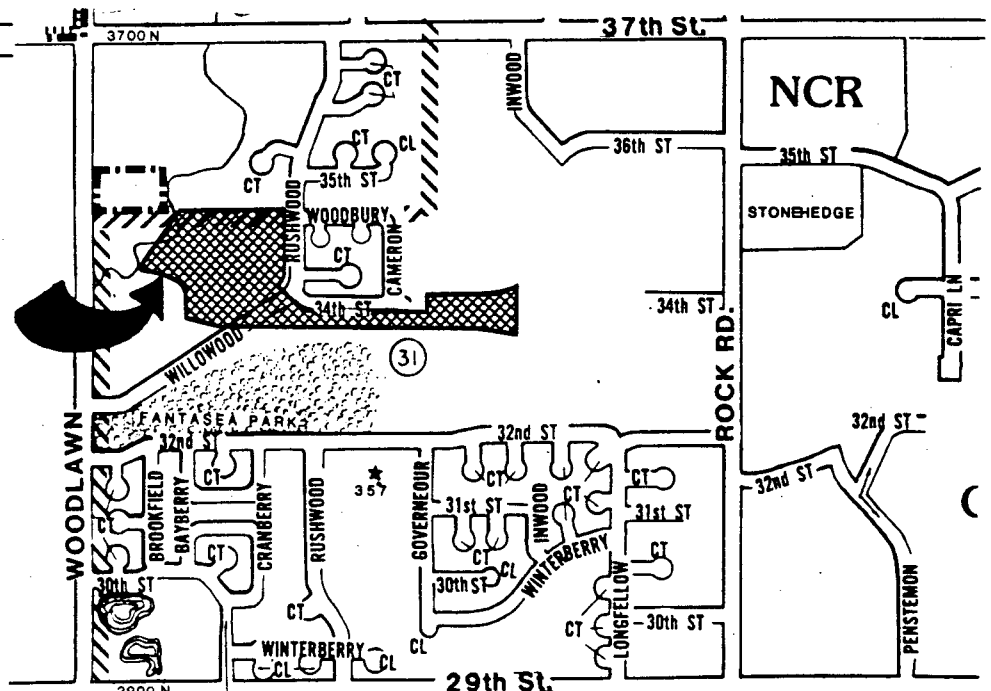 37th St.
3700 N
CT
INWOOD
NCR
CT
CL
CT
36th ST
35th ST
35th ST
RUSHWOOD
WOODBURY
STONEHEDGE
CT
CAMERON
34th ST
34th ST
CL
CAPRI LN
ROCK RD.
WILLOWOOD
31
WOODLAWN
FANTASEA PARK
32nd ST
32nd ST
32nd ST
32nd ST
CT
357
CT
CT
CT
CT
BROOKFIELD
BAYBERRY
CRANBERRY
RUSHWOOD
GOVERNEOUR
31st ST
INWOOD
31st ST
CT
CT
CT
CL
WINTERBERRY
30th ST
30th ST
CT
CT
LONGFELLOW
30th ST
PENSTEMON
WINTERBERRY
CL
CL
CL
29th St.